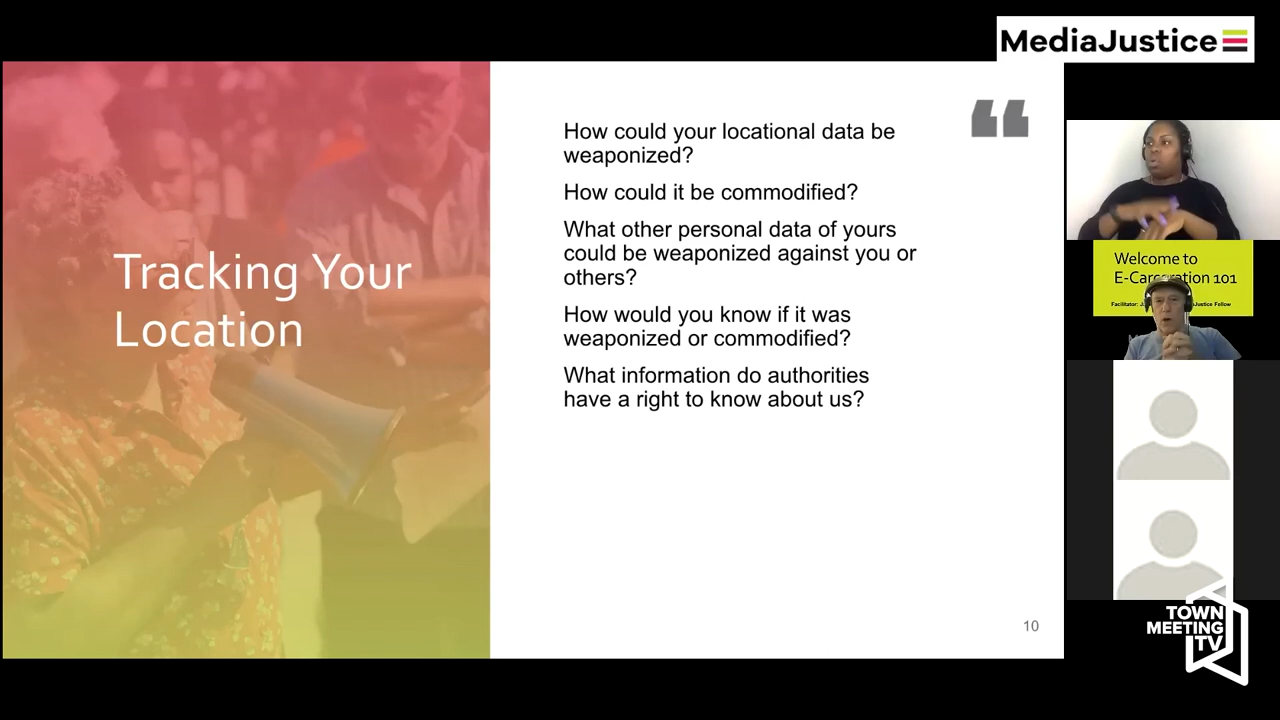 MediaJustice
Tracking Your
Location
How could your locational data be
weaponized?
How could it be commodified?
What other personal data of yours
could be weaponized against you or
others?
How would you know if it was
weaponized or commodified?
What information do authorities
have a right to know about us?
10
Welcome to
E-Carceration 101
Facilitator: Justice Fellow
TOWN
MEETING
TV